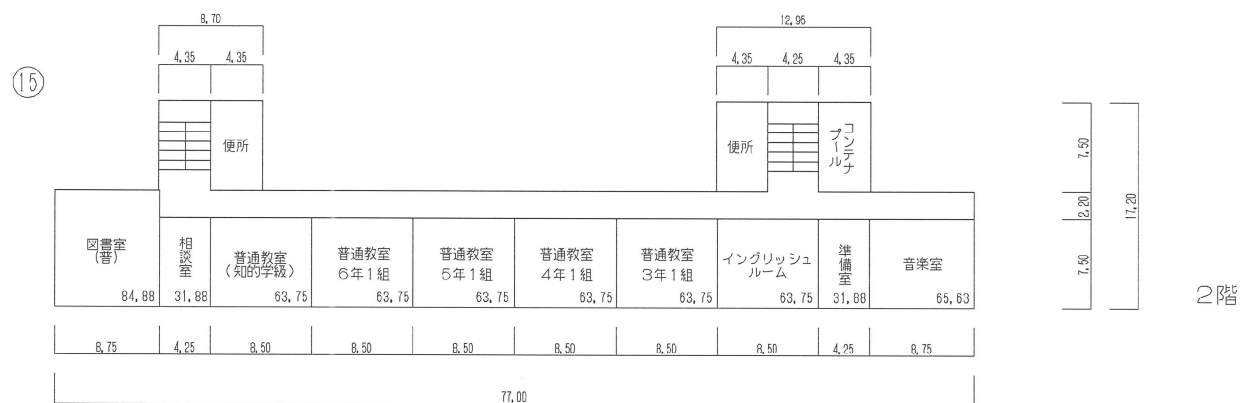 8,70
12,95
4,35 4,35
4,35 4,25 4,35
⑮
便所
便所
コンテナ
プール
7,50
2,20
7,50
17,20
図書室
(普)
84,88
相談室
31,88
普通教室
(知的学級)
63,75
普通教室
6年1組
63,75
普通教室
5年1組
63,75
普通教室
4年1組
63,75
普通教室
3年1組
63,75
イングリッシュ
ルーム
63,75
準備室
31,88
音楽室
65,63
2階
8,75 4,25 8,50 8,50 8,50 8,50 8,50 8,50 4,25 8,75
77,00